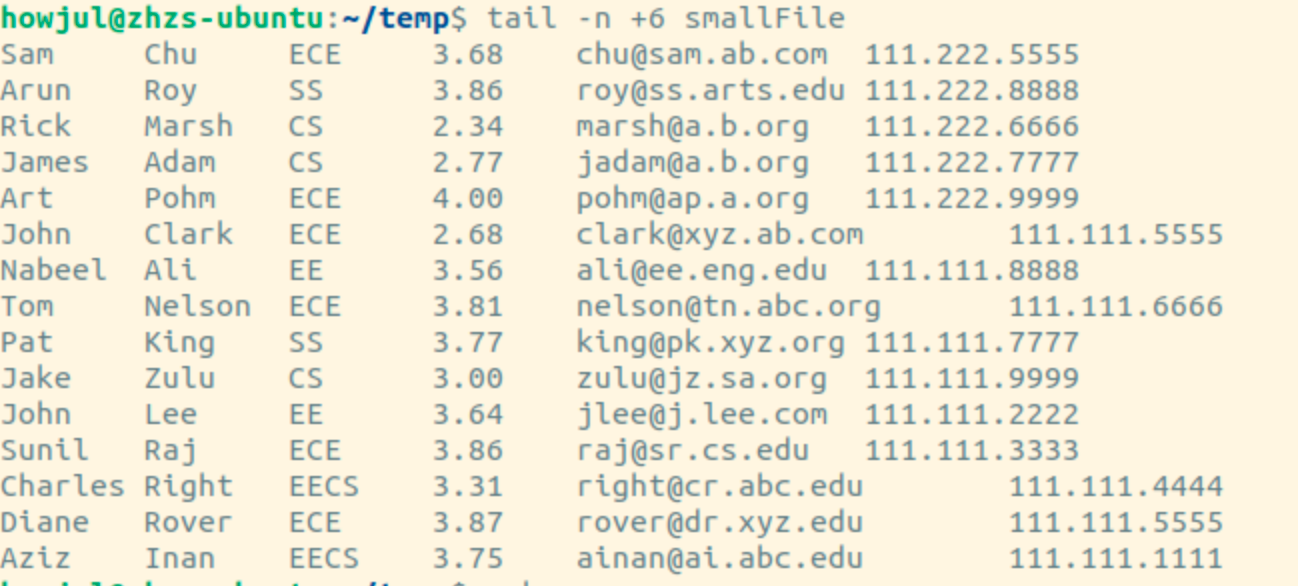 howjul@zhzs-ubuntu:~/temp$ tail -n +6 smallFile
Sam Chu ECE 3.68 chu@sam.ab.com 111.222.5555
Arun Roy SS 3.86 roy@ss.arts.edu 111.222.8888
Rick Marsh CS 2.34 marsh@a.b.org 111.222.6666
James Adam CS 2.77 jadam@a.b.org 111.222.7777
Art Pohm ECE 4.00 pohm@ap.a.org 111.222.9999
John Clark ECE 2.68 clark@xyz.ab.com 111.111.5555
Nabeel Ali EE 3.56 ali@ee.eng.edu 111.111.8888
Tom Nelson ECE 3.81 nelson@tn.abc.org 111.111.6666
Pat King SS 3.77 king@pk.xyz.org 111.111.7777
Jake Zulu CS 3.00 zulu@jz.sa.org 111.111.9999
John Lee EE 3.64 jlee@j.lee.com 111.111.2222
Sunil Raj ECE 3.86 raj@sr.cs.edu 111.111.3333
Charles Right EECS 3.31 right@cr.abc.edu 111.111.4444
Diane Rover ECE 3.87 rover@dr.xyz.edu 111.111.5555
Aziz Inan EECS 3.75 ainan@ai.abc.edu 111.111.1111